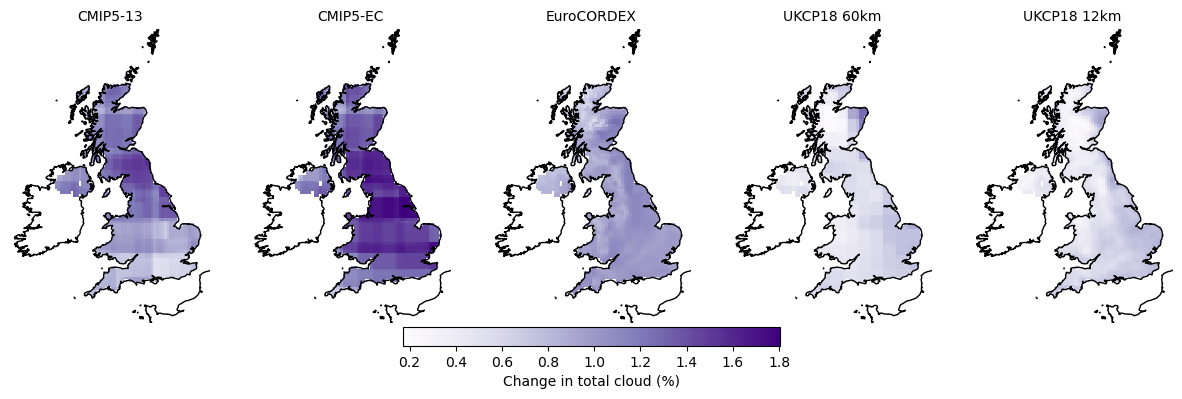 CMIP5-13
CMIP5-EC
EuroCORDEX
UKCP18 60km
UKCP18 12km
0.2 0.4 0.6 0.8 1.0 1.2 1.4 1.6 1.8
Change in total cloud (%)